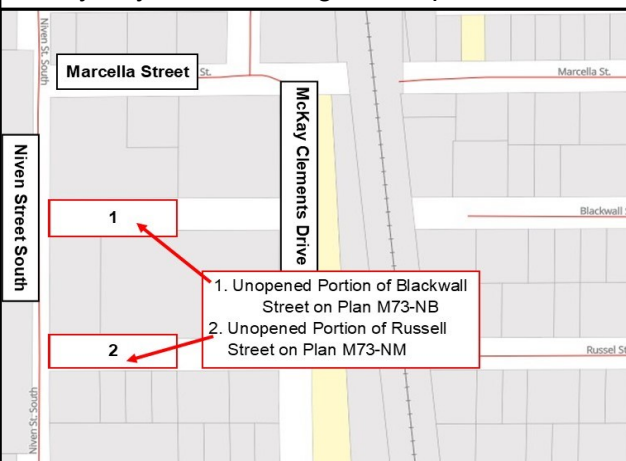 Niven St. South
Marcella Street
St.
Marcella St.
McKay Clements Drive
Niven Street South
1
Blackwall
1. Unopened Portion of Blackwall
Street on Plan M73-NB
2. Unopened Portion of Russell
Street on Plan M73-NM
2
Russel St
Niven St. South